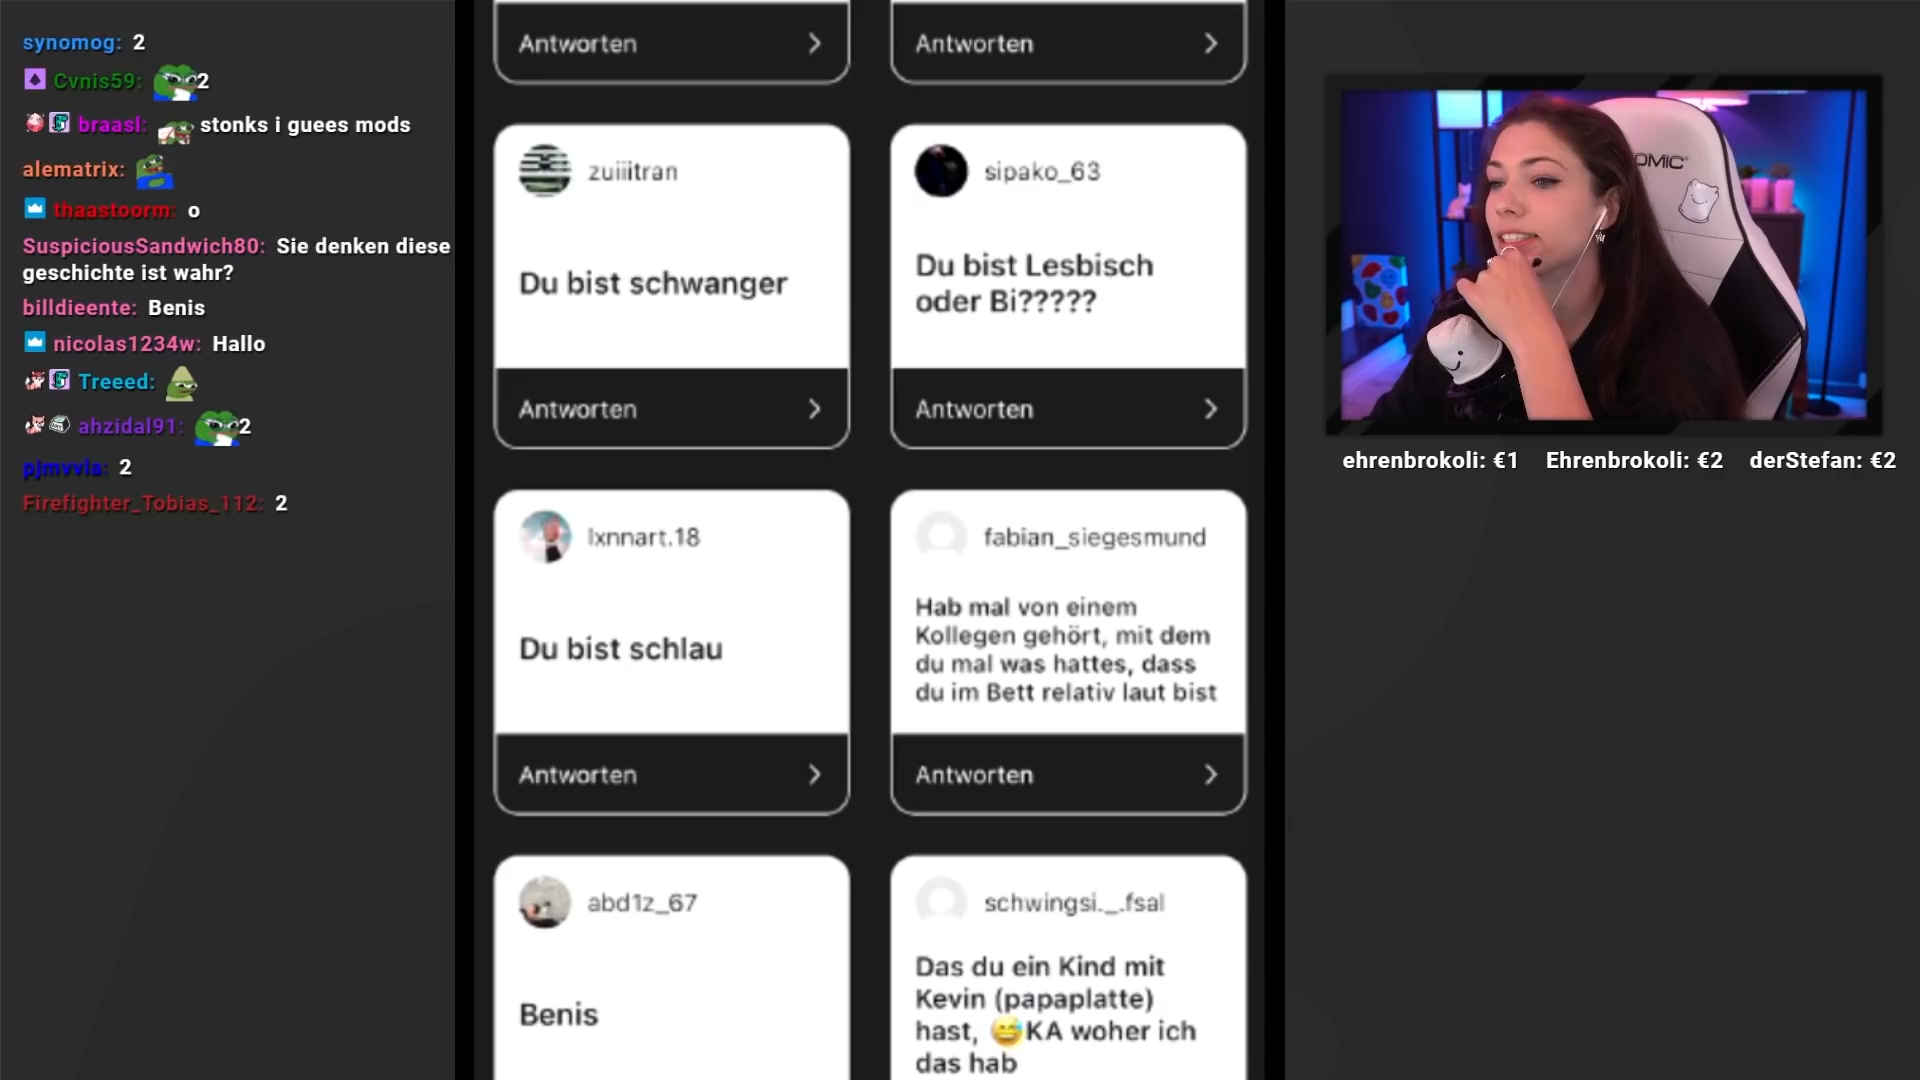 synomog: 2
Cvnis59: 2
braasl: stonks i guees mods
alematrix:
thaastoorm: o
SuspiciousSandwich80: Sie denken diese
geschichte ist wahr?
billdieente: Benis
nicolas1234w: Hallo
Treeed:
ahzidal91: 2
pjmvvla: 2
Firefighter_Tobias_112: 2
Antworten
Antworten
zuiiitran
Du bist schwanger
Antworten
sipako_63
Du bist Lesbisch
oder Bi?????
Antworten
lxnnart.18
Du bist schlau
Antworten
fabian_siegesmund
Hab mal von einem
Kollegen gehört, mit dem
du mal was hattes, dass
du im Bett relativ laut bist
Antworten
abd1z_67
Benis
schwingsi._.fsal
Das du ein Kind mit
Kevin (papaplatte)
hast, 😅KA woher ich
das hab
OMIC
ehrenbrokoli: €1 Ehrenbrokoli: €2 derStefan: €2